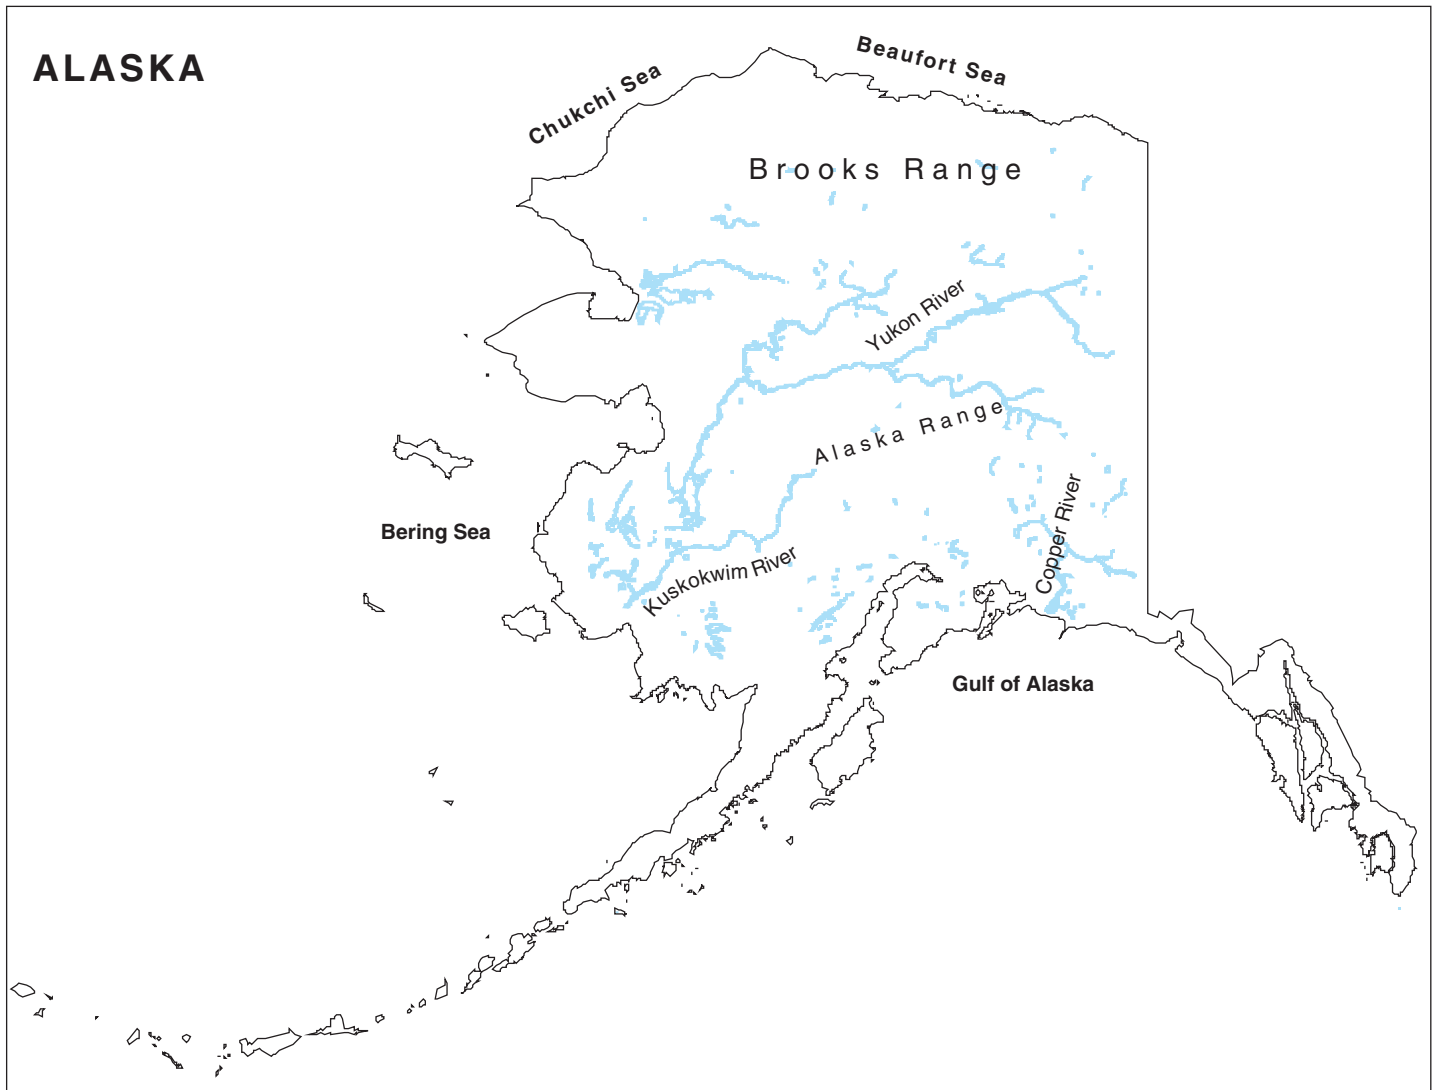 ALASKA
Beaufort Sea
Chukchi Sea
Brooks Range
Yukon River
Alaska Range
Copper River
Bering Sea
Kuskokwim River
Gulf of Alaska